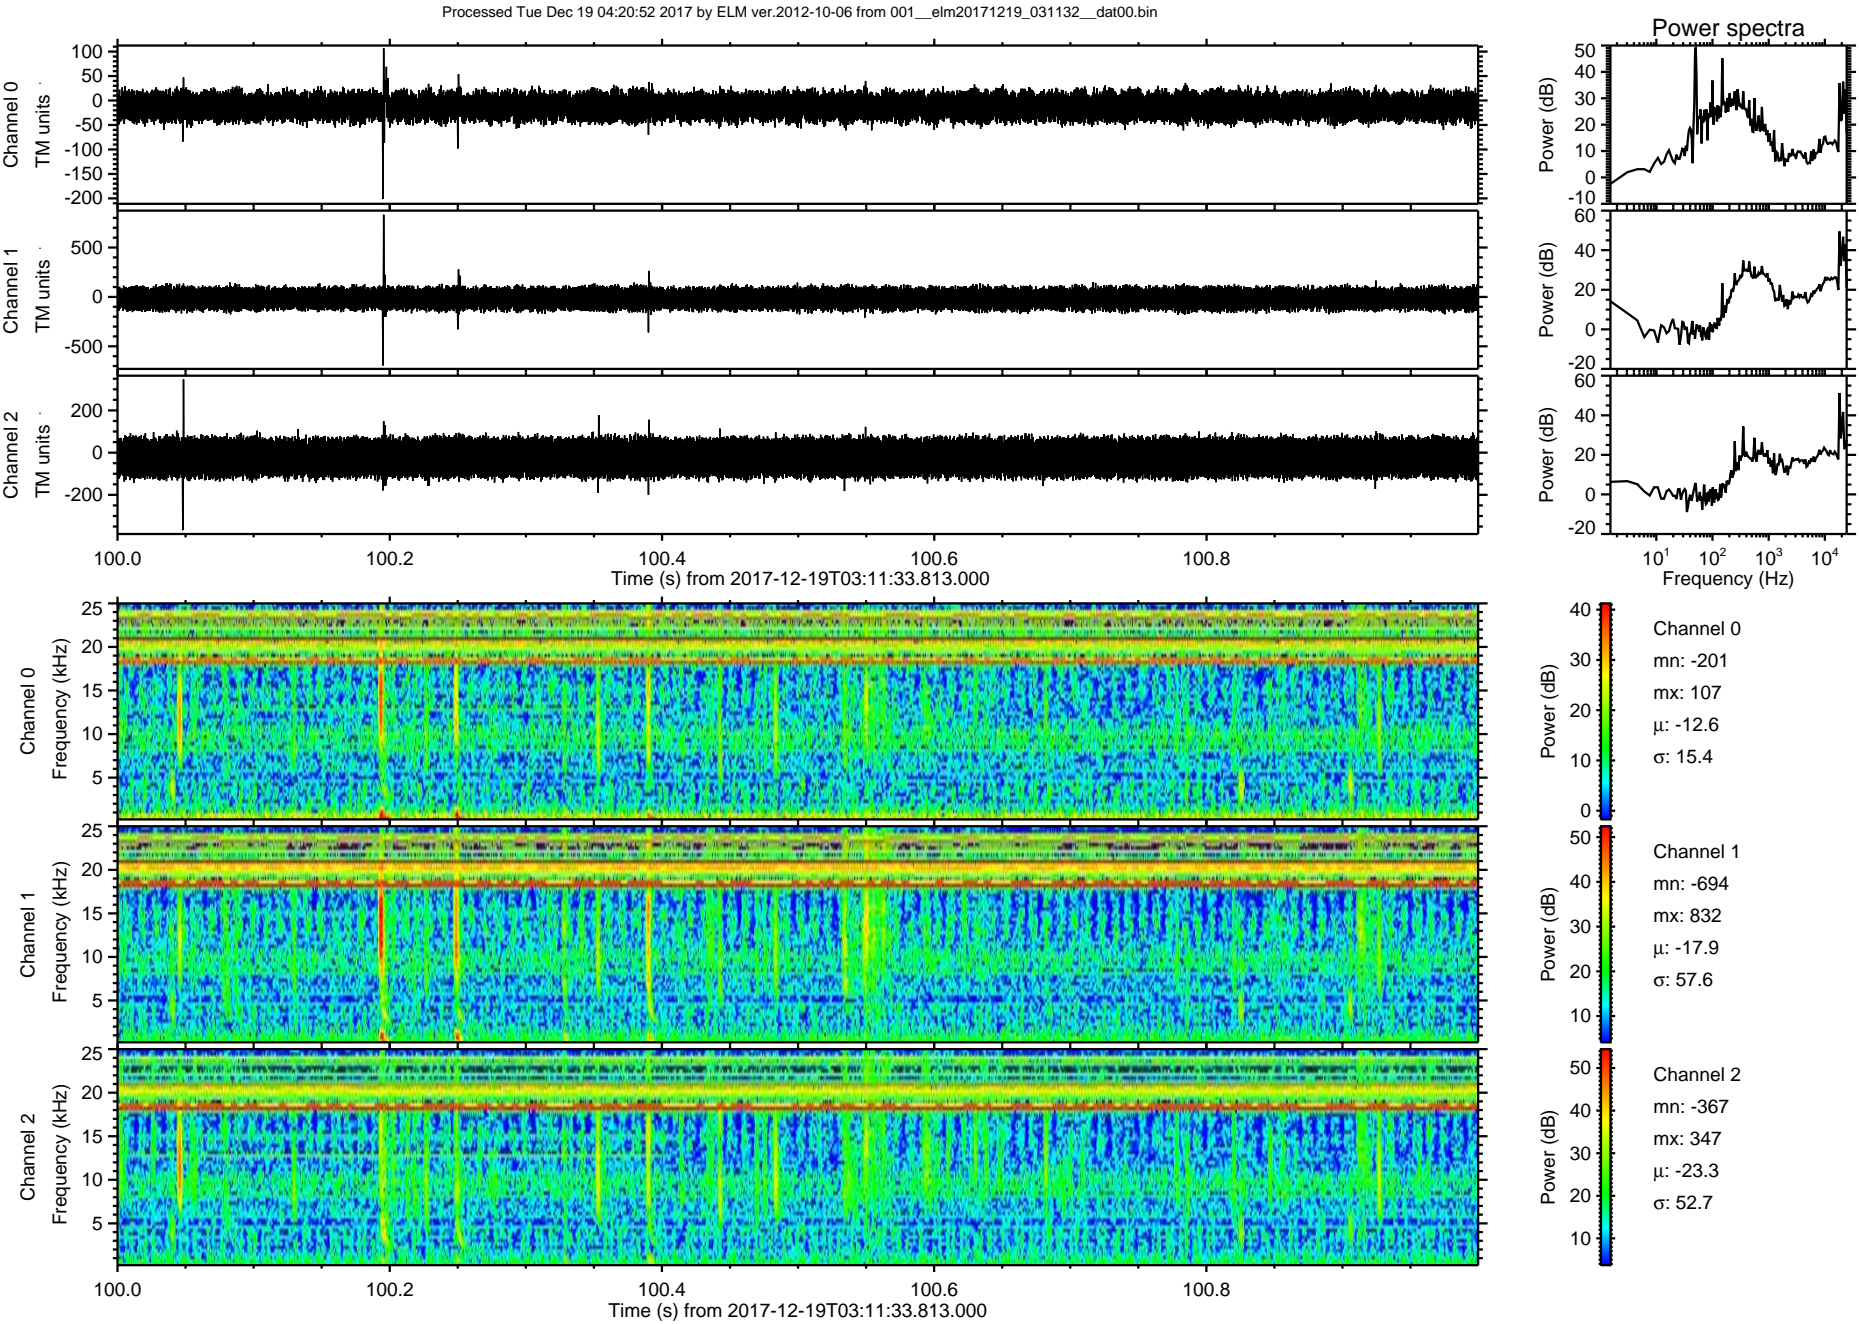 Processed Tue Dec 19 04:20:52 2017 by ELM ver.2012-10-06 from 001__elm20171219_031132__dat00.bin
Power spectra
Channel 0
TM units
100
50
0
-50
-100
-150
-200
Power (dB)
50
40
30
20
10
0
-10
Channel 1
TM units
500
0
-500
Power (dB)
60
40
20
0
-20
Channel 2
TM units
200
0
-200
Power (dB)
60
40
20
0
-20
100.0 100.2 100.4 100.6 100.8
Time (s) from 2017-12-19T03:11:33.813.000
10^1 10^2 10^3 10^4
Frequency (Hz)
Channel 0
Frequency (kHz)
25
20
15
10
5
Power (dB)
40
30
20
10
0
Channel 0
mn: -201
mx: 107
μ: -12.6
σ: 15.4
Channel 1
Frequency (kHz)
25
20
15
10
5
Power (dB)
50
40
30
20
10
Channel 1
mn: -694
mx: 832
μ: -17.9
σ: 57.6
Channel 2
Frequency (kHz)
25
20
15
10
5
Power (dB)
50
40
30
20
10
Channel 2
mn: -367
mx: 347
μ: -23.3
σ: 52.7
100.0 100.2 100.4 100.6 100.8
Time (s) from 2017-12-19T03:11:33.813.000